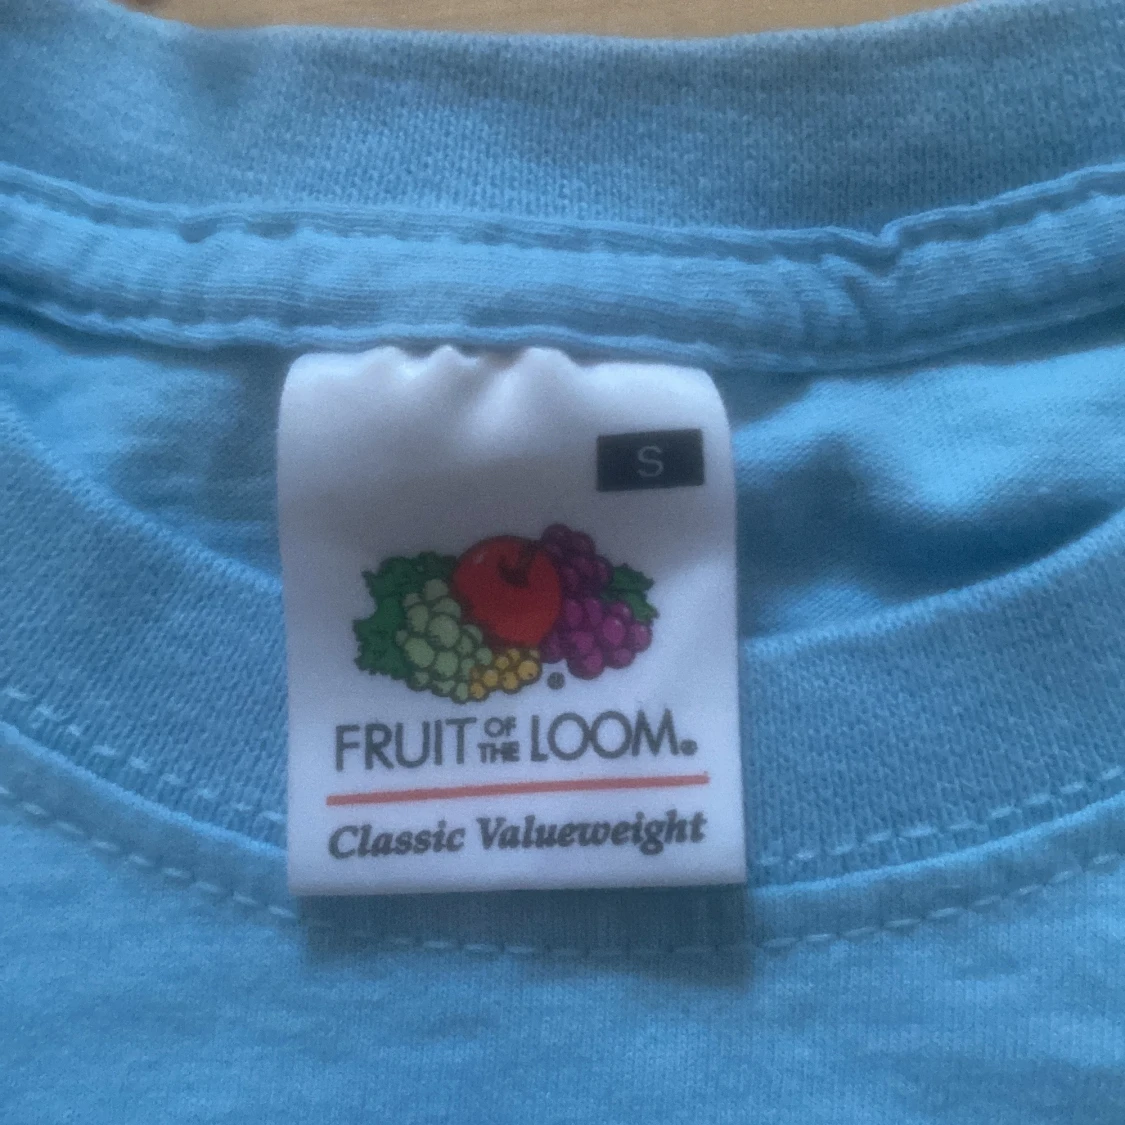 S
FRUIT OF THE LOOM®
Classic Valueweight